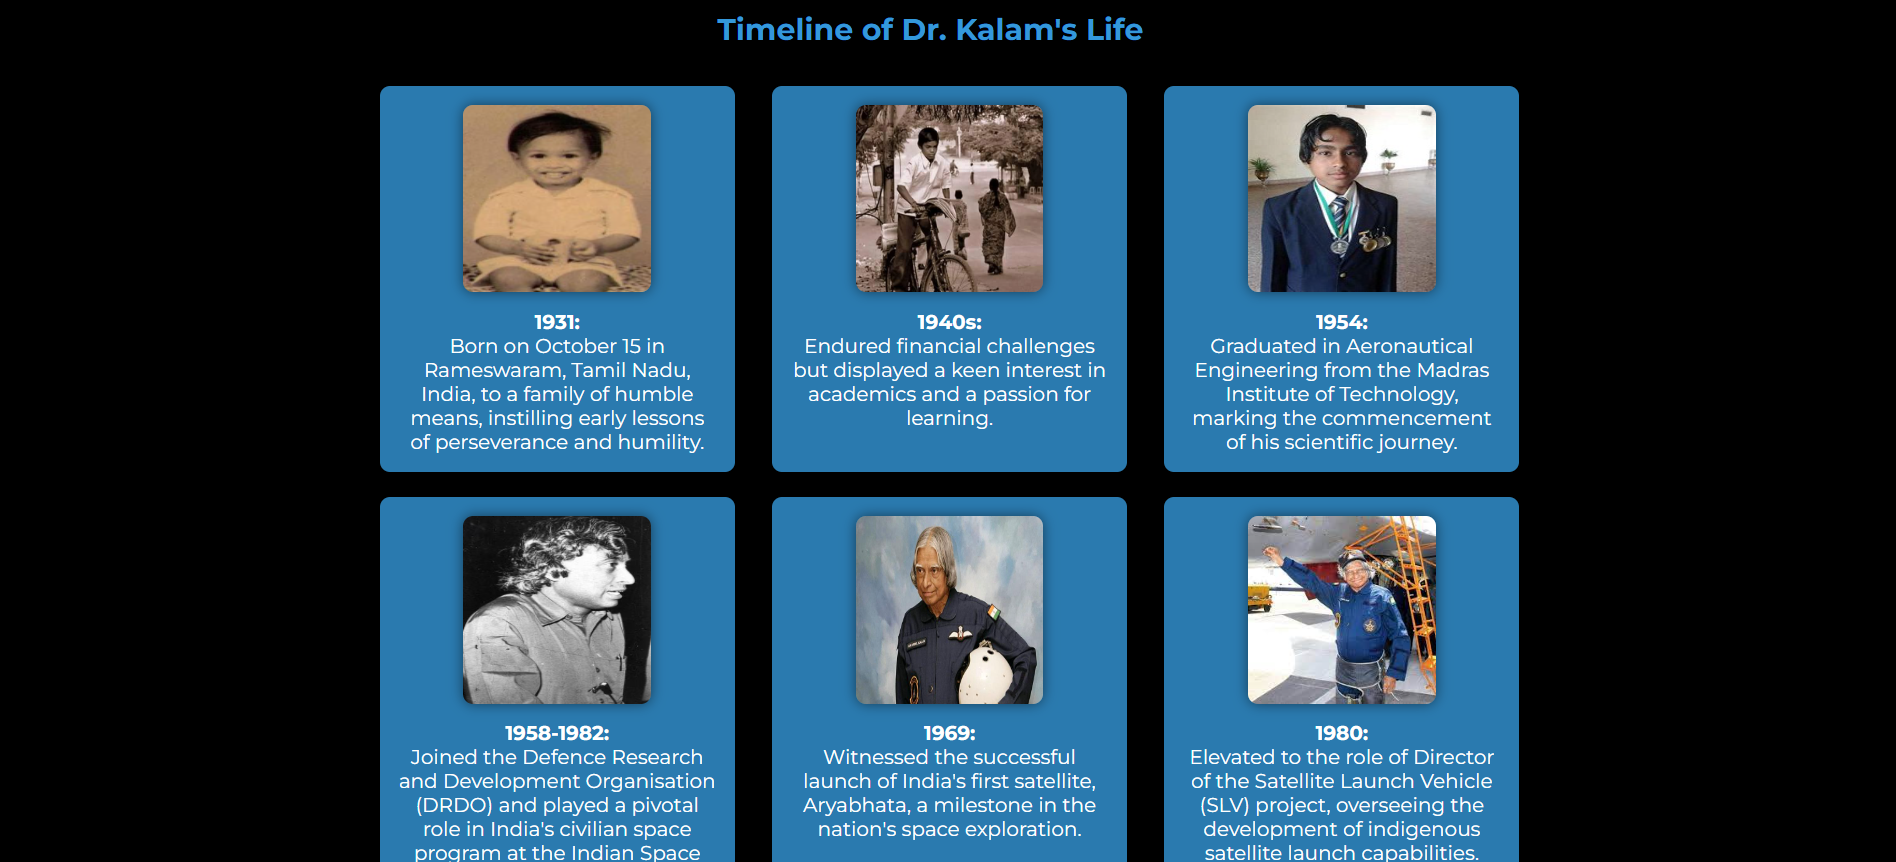 Timeline of Dr. Kalam's Life
1931:
Born on October 15 in
Rameswaram, Tamil Nadu,
India, to a family of humble
means, instilling early lessons
of perseverance and humility.
1940s:
Endured financial challenges
but displayed a keen interest in
academics and a passion for
learning.
1954:
Graduated in Aeronautical
Engineering from the Madras
Institute of Technology,
marking the commencement
of his scientific journey.
1958-1982:
Joined the Defence Research
and Development Organisation
(DRDO) and played a pivotal
role in India's civilian space
program at the Indian Space
1969:
Witnessed the successful
launch of India's first satellite,
Aryabhata, a milestone in the
nation's space exploration.
1980:
Elevated to the role of Director
of the Satellite Launch Vehicle
(SLV) project, overseeing the
development of indigenous
satellite launch capabilities.